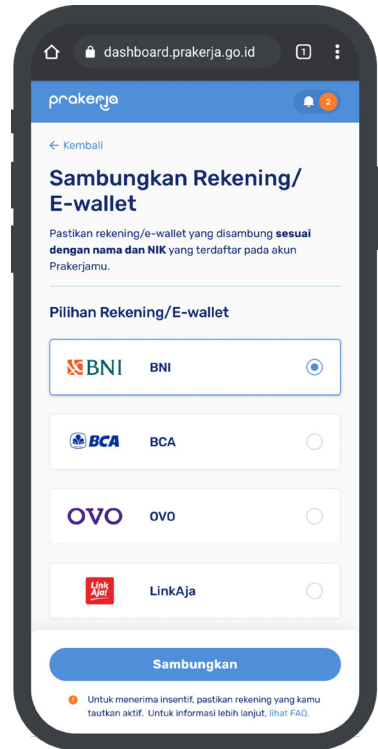 dashboard.prakerja.go.id 1
prakerja 2
← Kembali
Sambungkan Rekening/
E-wallet
Pastikan rekening/e-wallet yang disambung sesuai
dengan nama dan NIK yang terdaftar pada akun
Prakerjamu.
Pilihan Rekening/E-wallet
BNI BNI
BCA BCA
OVO OVO
Link
Aja! LinkAja
Sambungkan
Untuk menerima insentif, pastikan rekening yang kamu
tautkan aktif. Untuk informasi lebih lanjut, lihat FAQ.